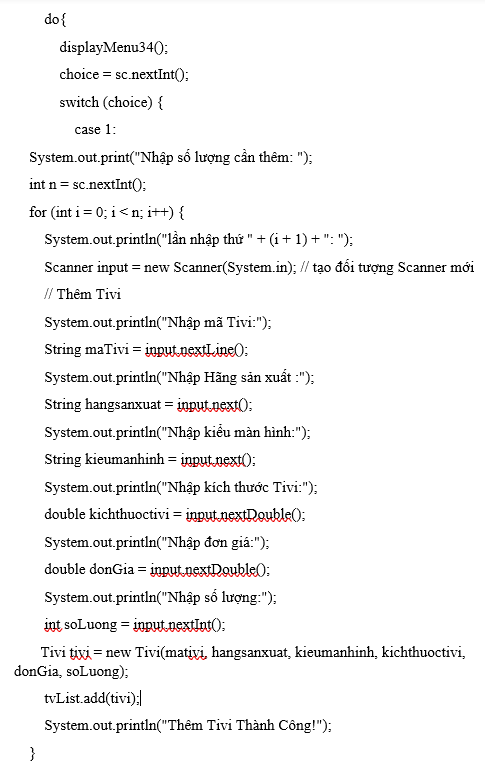 do{
displayMenu34();
choice = sc.nextInt();
switch (choice) {
case 1:
System.out.print("Nhập số lượng cần thêm: ");
int n = sc.nextInt();
for (int i = 0; i < n; i++) {
System.out.println("lần nhập thứ " + (i + 1) + ": ");
Scanner input = new Scanner(System.in); // tạo đối tượng Scanner mới
// Thêm Tivi
System.out.println("Nhập mã Tivi:");
String maTivi = input.nextLine();
System.out.println("Nhập Hãng sản xuất :");
String hangsanxuat = input.next();
System.out.println("Nhập kiểu màn hình:");
String kieumanhinh = input.next();
System.out.println("Nhập kích thước Tivi:");
double kichthuoctivi = input.nextDouble();
System.out.println("Nhập đơn giá:");
double donGia = input.nextDouble();
System.out.println("Nhập số lượng:");
int soLuong = input.nextInt();
Tivi tivi = new Tivi(mativi, hangsanxuat, kieumanhinh, kichthuoctivi,
donGia, soLuong);
tvList.add(tivi);
System.out.println("Thêm Tivi Thành Công!");
}